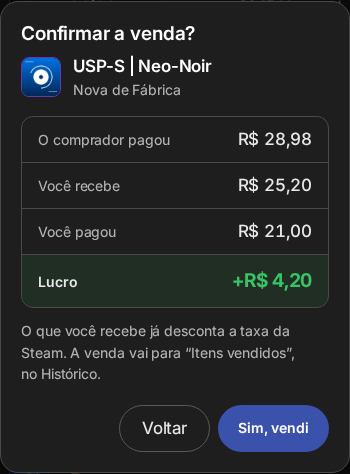 Confirmar a venda?
USP-S | Neo-Noir
Nova de Fábrica
O comprador pagou R$ 28,98
Você recebe R$ 25,20
Você pagou R$ 21,00
Lucro +R$ 4,20
O que você recebe já desconta a taxa da
Steam. A venda vai para “Itens vendidos”,
no Histórico.
Voltar Sim, vendi